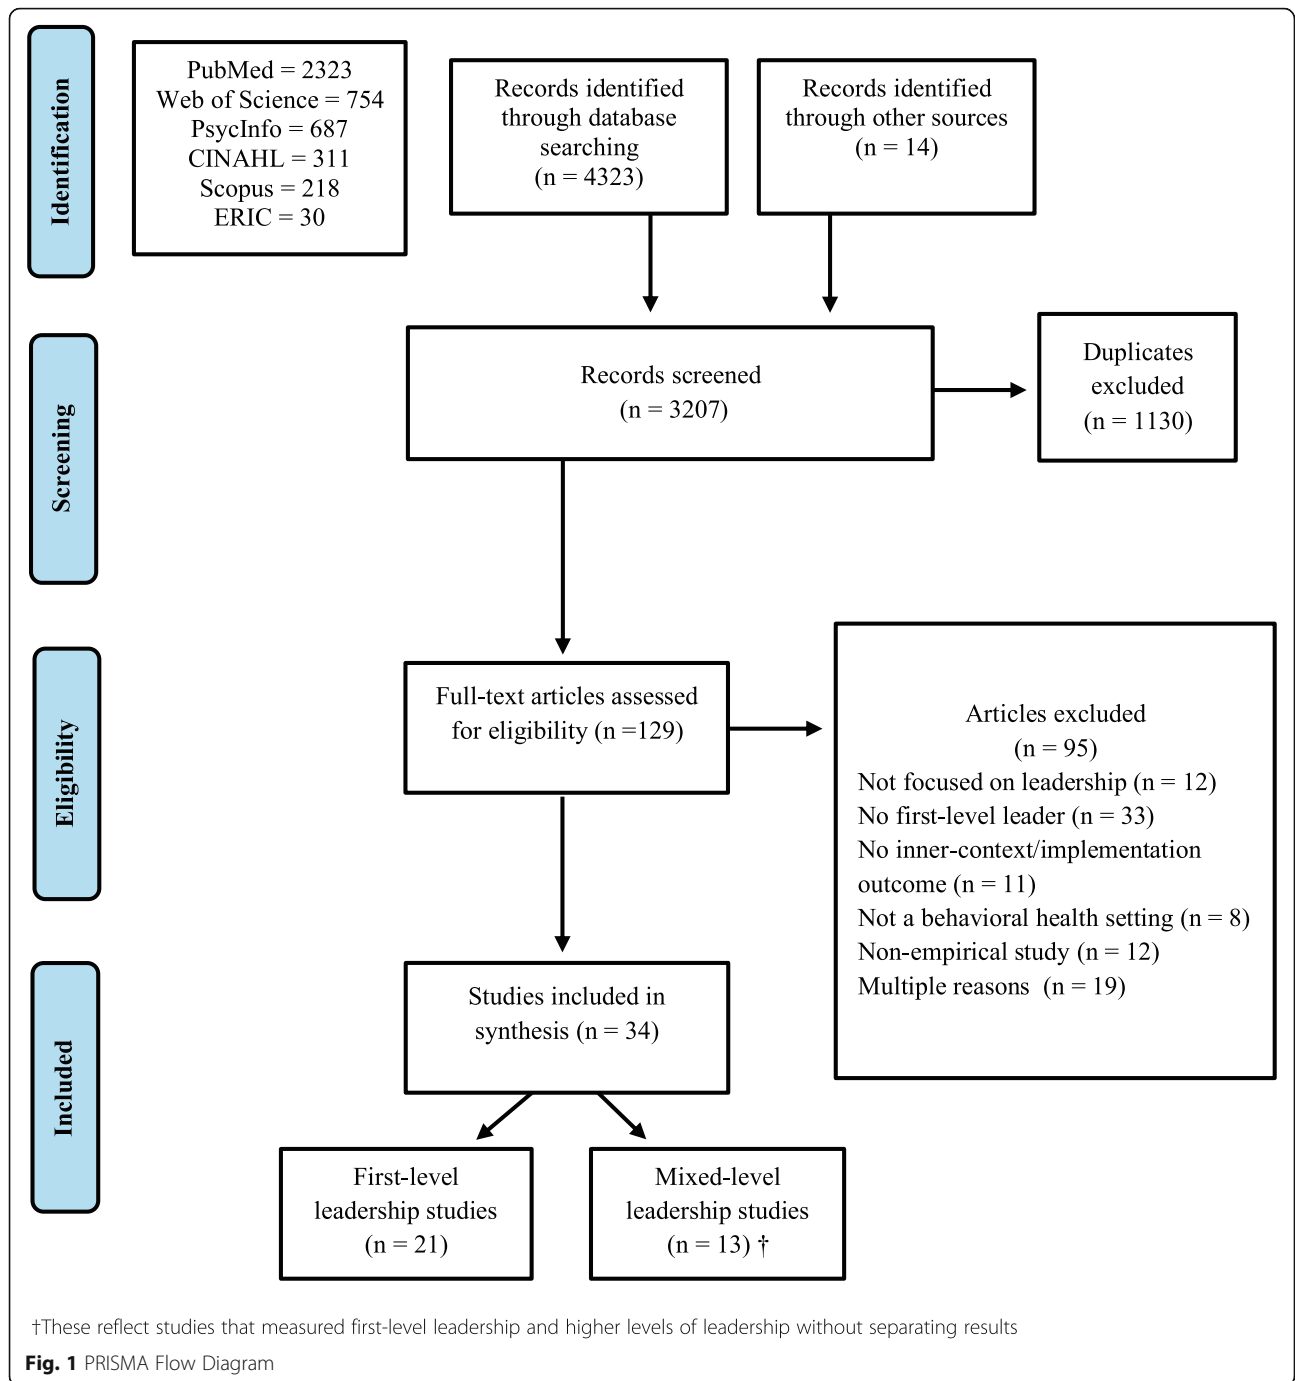 Identification
PubMed = 2323
Web of Science = 754
PsycInfo = 687
CINAHL = 311
Scopus = 218
ERIC = 30
Records identified
through database
searching
(n = 4323)
Records identified
through other sources
(n = 14)
Screening
Records screened
(n = 3207)
Duplicates
excluded
(n = 1130)
Eligibility
Full-text articles assessed
for eligibility (n =129)
Articles excluded
(n = 95)
Not focused on leadership (n = 12)
No first-level leader (n = 33)
No inner-context/implementation
outcome (n = 11)
Not a behavioral health setting (n = 8)
Non-empirical study (n = 12)
Multiple reasons (n = 19)
Included
Studies included in
synthesis (n = 34)
First-level
leadership studies
(n = 21)
Mixed-level
leadership studies
(n = 13) †
†These reflect studies that measured first-level leadership and higher levels of leadership without separating results
Fig. 1 PRISMA Flow Diagram